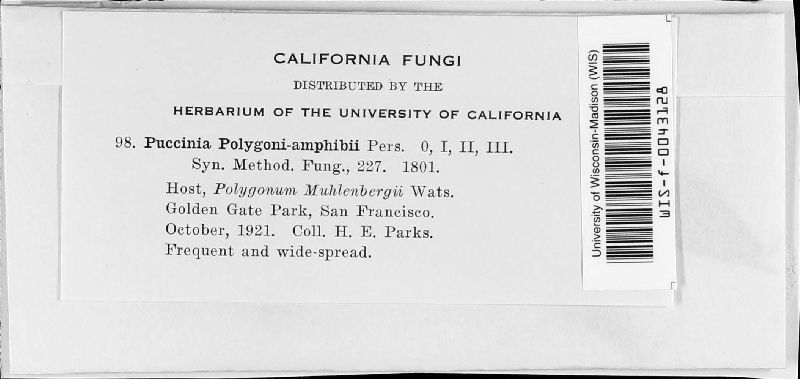 CALIFORNIA FUNGI
DISTRIBUTED BY THE
HERBARIUM OF THE UNIVERSITY OF CALIFORNIA
98. Puccinia Polygoni-amphibii Pers. 0, I, II, III.
Syn. Method. Fung., 227. 1801.
Host, Polygonum Muhlenbergii Wats.
Golden Gate Park, San Francisco.
October, 1921. Coll. H. E. Parks.
Frequent and wide-spread.
University of Wisconsin-Madison (WIS)
WIS-f-0043128